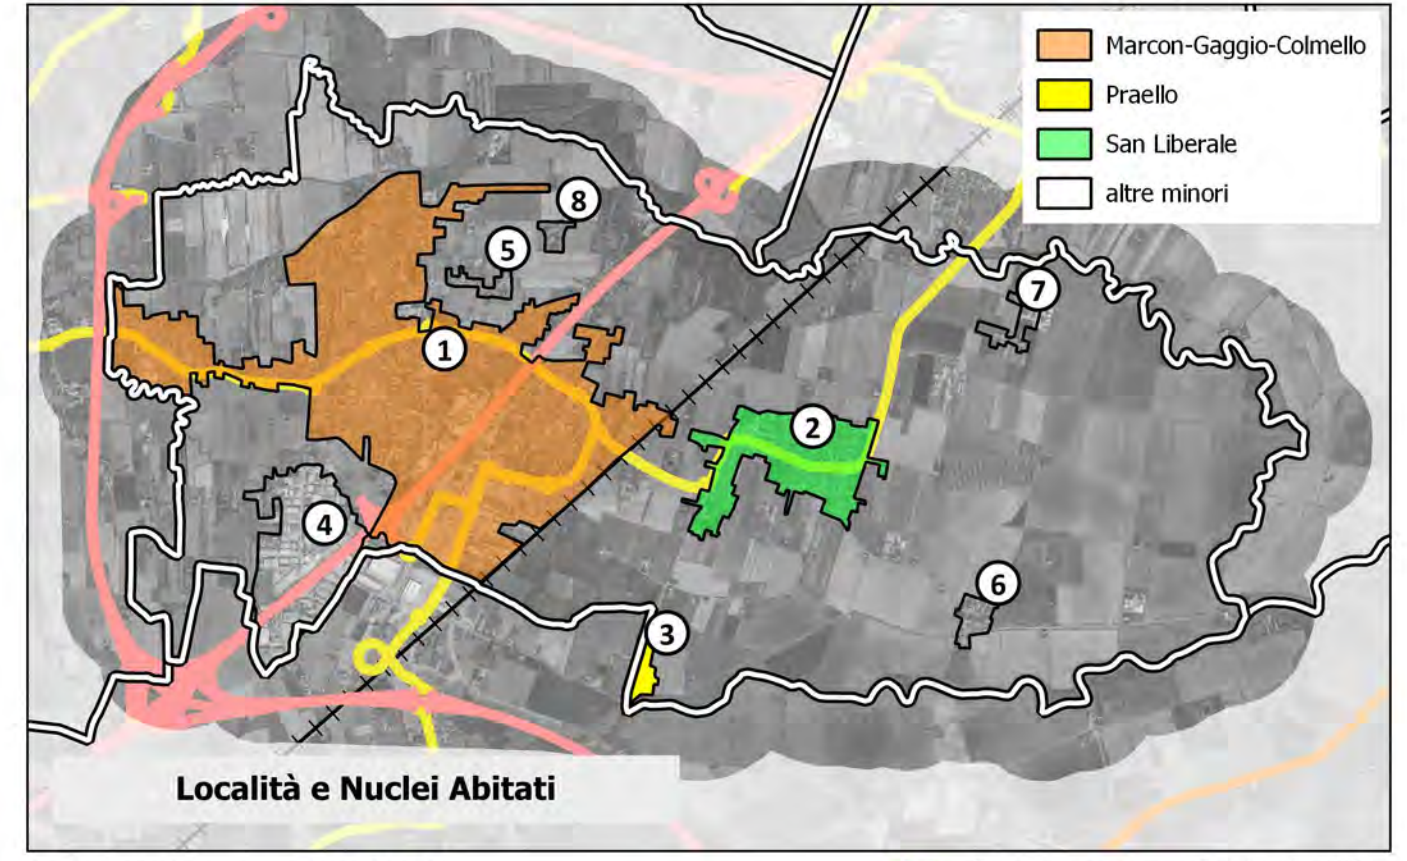 Marcon-Gaggio-Colmello
Praello
San Liberale
altre minori
8
5
7
1
2
4
6
3
Località e Nuclei Abitati